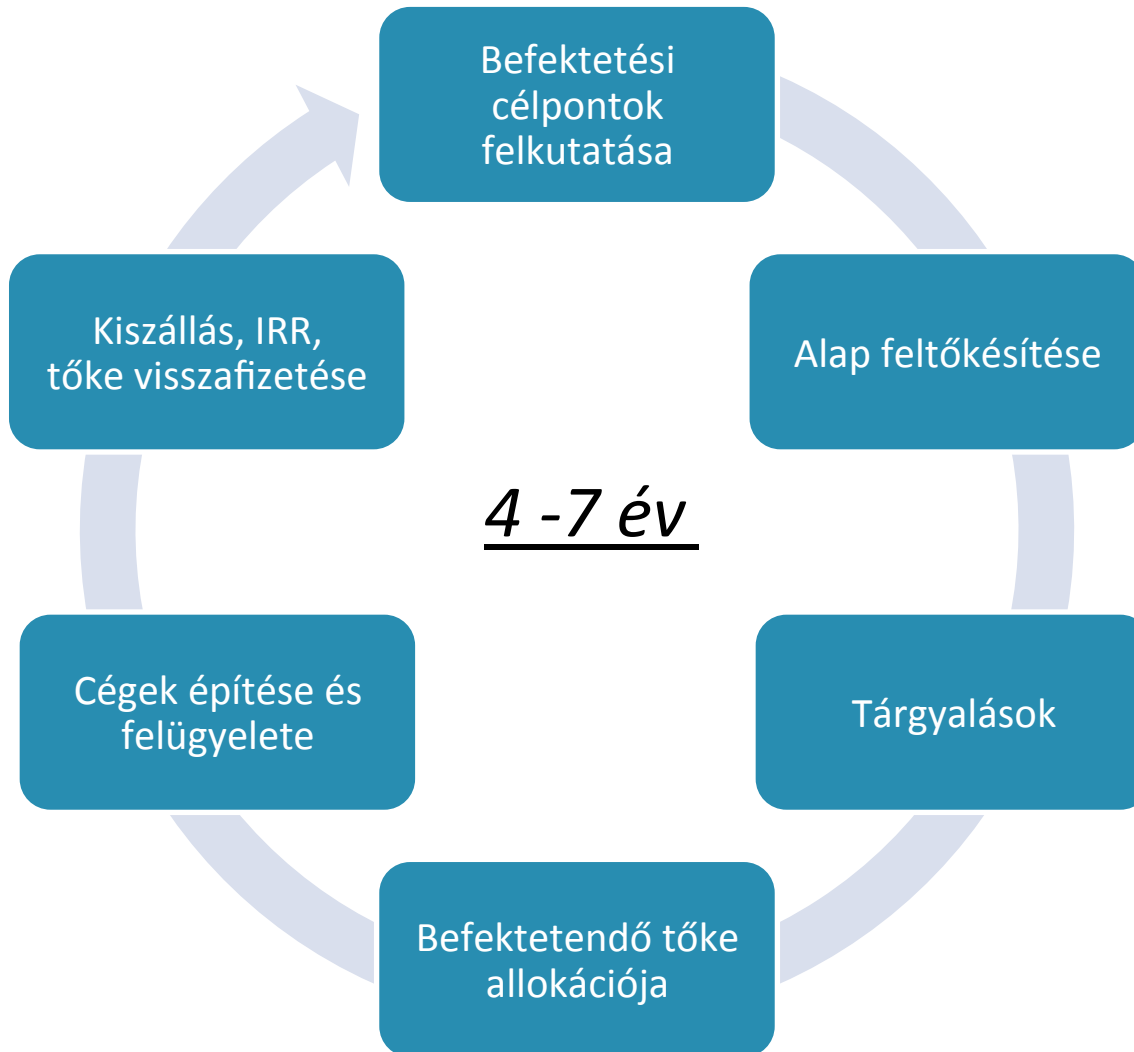 Befektetési
célpontok
felkutatása
Alap feltőkésítése
Tárgyalások
Befektetendő tőke
allokációja
Cégek építése és
felügyelete
Kiszállás, IRR,
tőke visszafizetése
4 -7 év